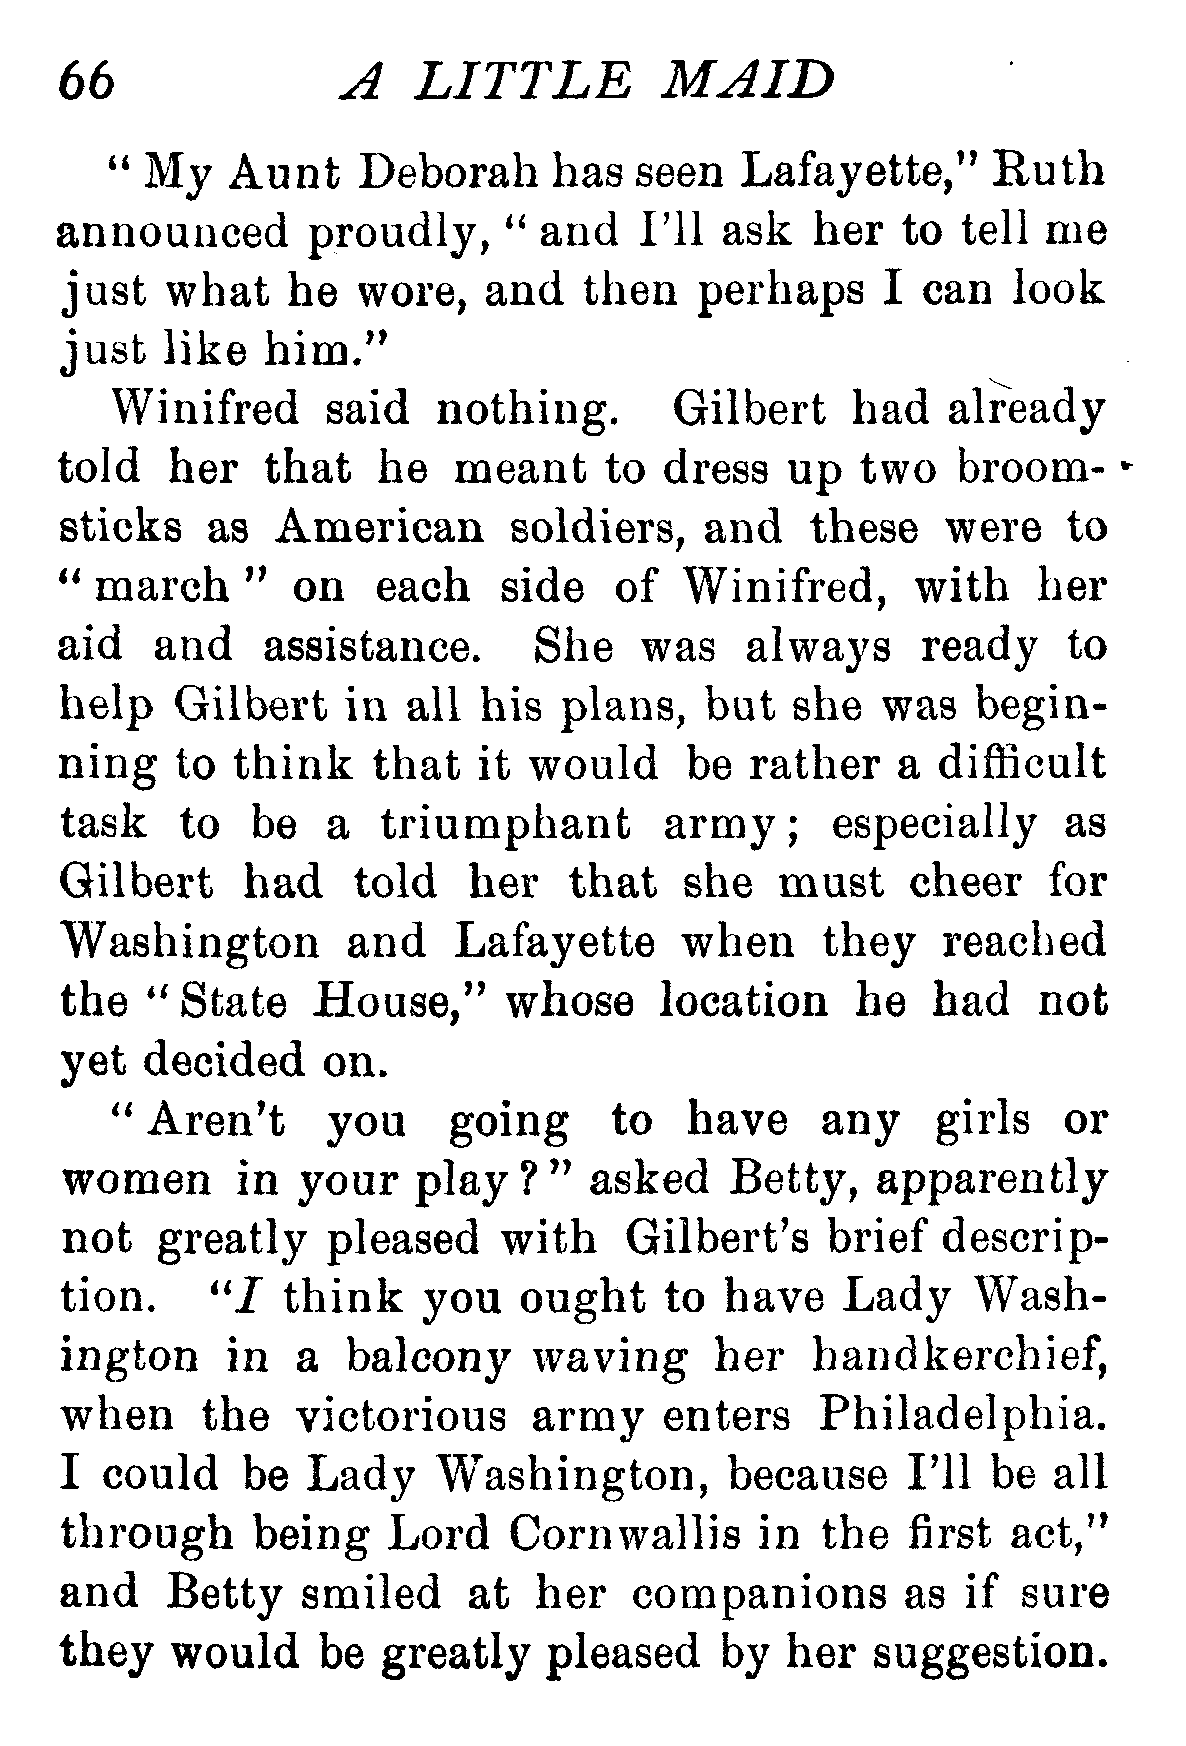 66 A LITTLE MAID
" My Aunt Deborah has seen Lafayette," Ruth
announced proudly, " and I'll ask her to tell me
just what he wore, and then perhaps I can look
just like him."
Winifred said nothing. Gilbert had already
told her that he meant to dress up two broom-
sticks as American soldiers, and these were to
" march " on each side of Winifred, with her
aid and assistance. She was always ready to
help Gilbert in all his plans, but she was begin-
ning to think that it would be rather a difficult
task to be a triumphant army ; especially as
Gilbert had told her that she must cheer for
Washington and Lafayette when they reached
the " State House," whose location he had not
yet decided on.
" Aren't you going to have any girls or
women in your play ? " asked Betty, apparently
not greatly pleased with Gilbert's brief descrip-
tion. "I think you ought to have Lady Wash-
ington in a balcony waving her handkerchief,
when the victorious army enters Philadelphia.
I could be Lady Washington, because I'll be all
through being Lord Cornwallis in the first act,"
and Betty smiled at her companions as if sure
they would be greatly pleased by her suggestion.